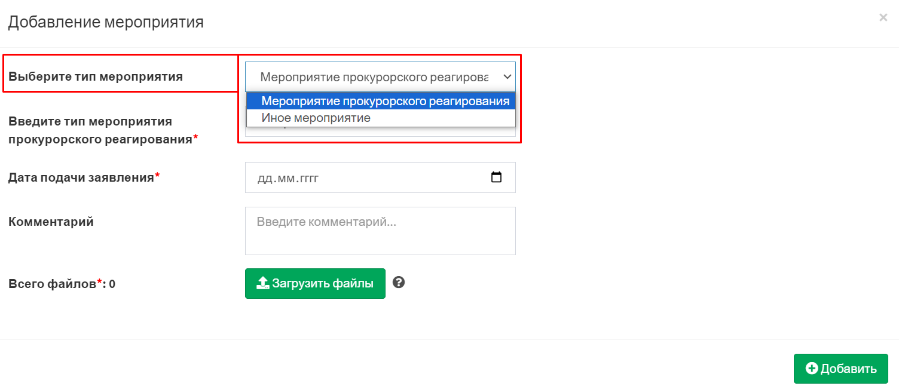 Добавление мероприятия
×
Выберите тип мероприятия
Мероприятие прокурорского реагирова
Мероприятие прокурорского реагирования
Иное мероприятие
Введите тип мероприятия
прокурорского реагирования*
Дата подачи заявления*
дд.мм.гггг
Комментарий
Введите комментарий...
Всего файлов*: 0
Загрузить файлы
?
Добавить